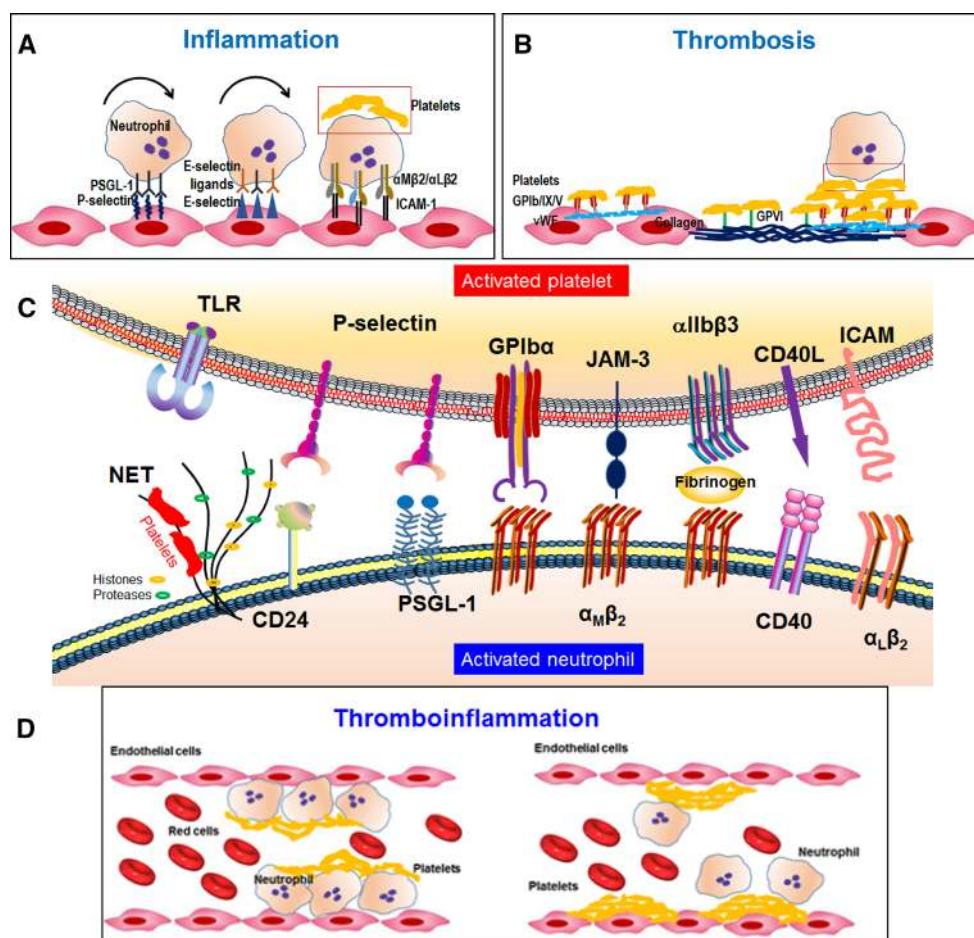 A
Inflammation
Neutrophil
PSGL-1
P-selectin
E-selectin
ligands
E-selectin
Platelets
αMβ2/αLβ2
ICAM-1
B
Thrombosis
Platelets
GPIb/IX/V
vWF
Collagen
GPVI
C
Activated platelet
TLR
P-selectin
GPIbα
JAM-3
αIIbβ3
CD40L
ICAM
NET
Platelets
Fibrinogen
Histones
Proteases
CD24
PSGL-1
αMβ2
CD40
αLβ2
Activated neutrophil
D
Thromboinflammation
Endothelial cells
Red cells
Neutrophil
Platelets
Endothelial cells
Neutrophil
Platelets